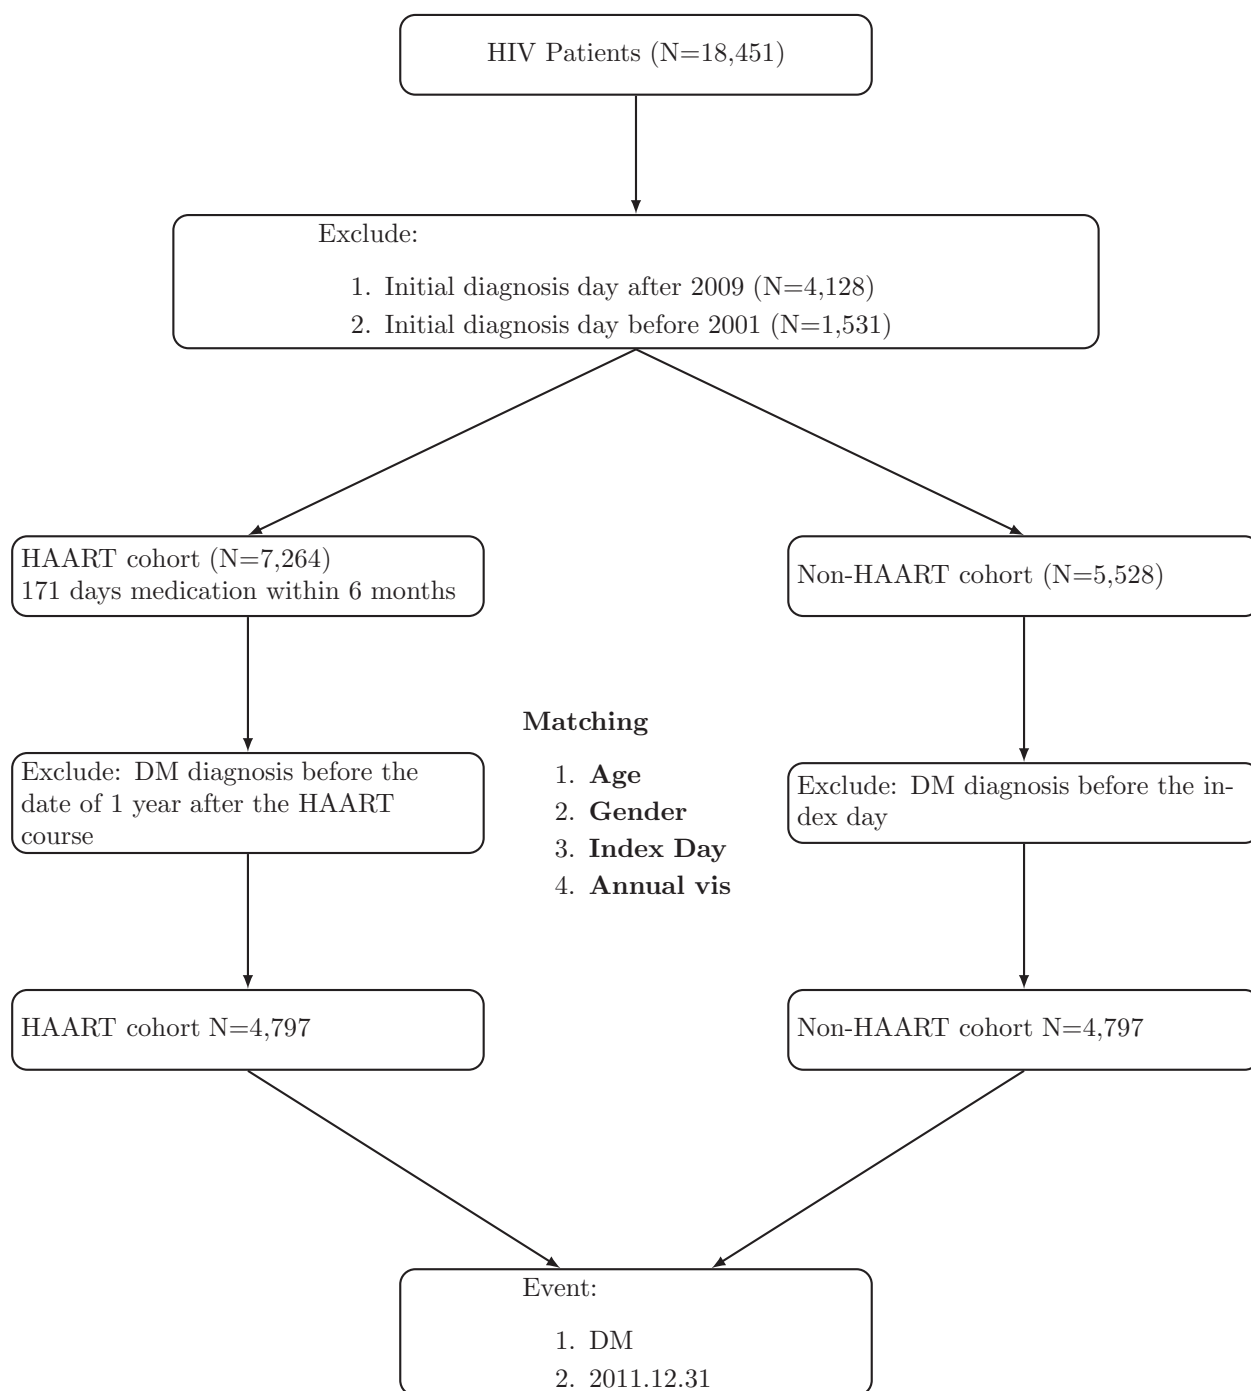 HIV Patients (N=18,451)
Exclude:
1. Initial diagnosis day after 2009 (N=4,128)
2. Initial diagnosis day before 2001 (N=1,531)
HAART cohort (N=7,264)
171 days medication within 6 months
Non-HAART cohort (N=5,528)
Matching
1. Age
2. Gender
3. Index Day
4. Annual vis
Exclude: DM diagnosis before the
date of 1 year after the HAART
course
Exclude: DM diagnosis before the in-
dex day
HAART cohort N=4,797
Non-HAART cohort N=4,797
Event:
1. DM
2. 2011.12.31